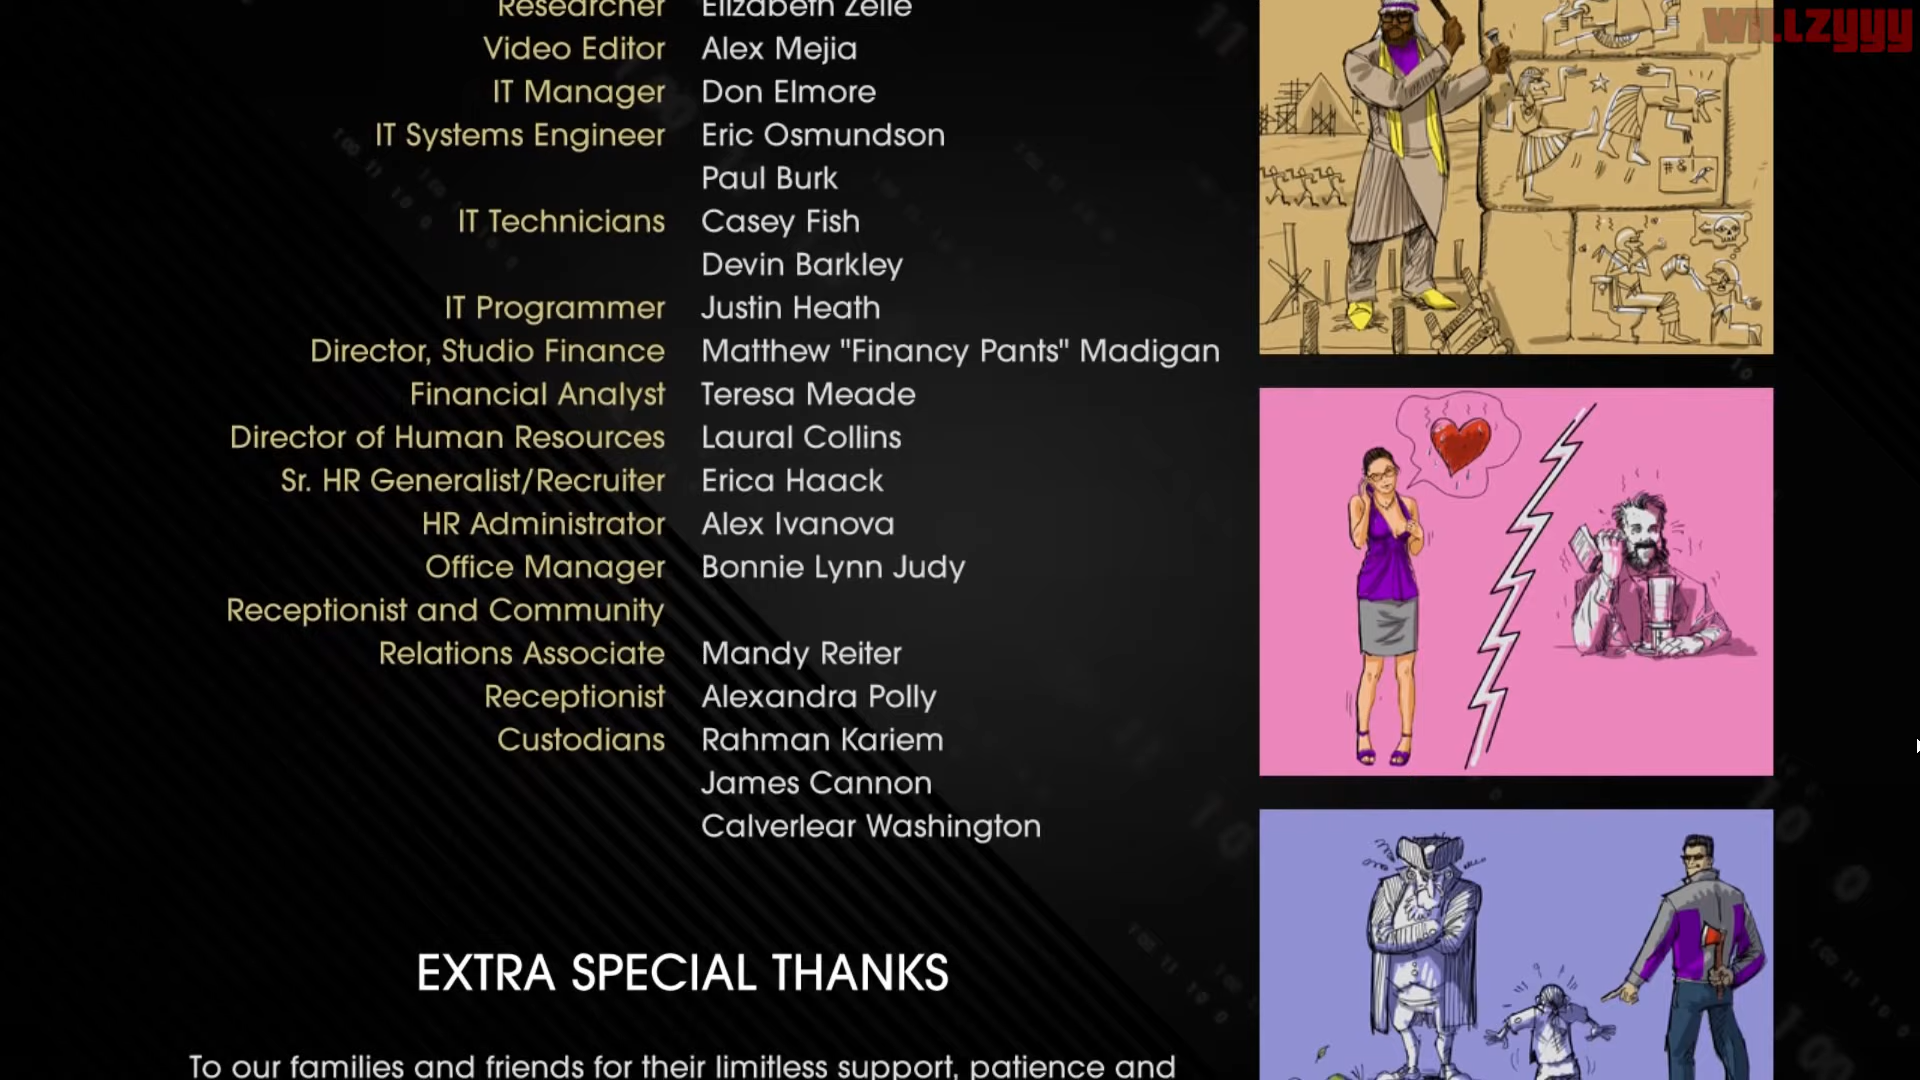 Researcher Elizabeth Zelle
Video Editor Alex Mejia
IT Manager Don Elmore
IT Systems Engineer Eric Osmundson
Paul Burk
IT Technicians Casey Fish
Devin Barkley
IT Programmer Justin Heath
Director, Studio Finance Matthew "Financy Pants" Madigan
Financial Analyst Teresa Meade
Director of Human Resources Laural Collins
Sr. HR Generalist/Recruiter Erica Haack
HR Administrator Alex Ivanova
Office Manager Bonnie Lynn Judy
Receptionist and Community
Relations Associate Mandy Reiter
Receptionist Alexandra Polly
Custodians Rahman Kariem
James Cannon
Calverlear Washington
EXTRA SPECIAL THANKS
To our families and friends for their limitless support, patience and
WiLLzyyy
#&!